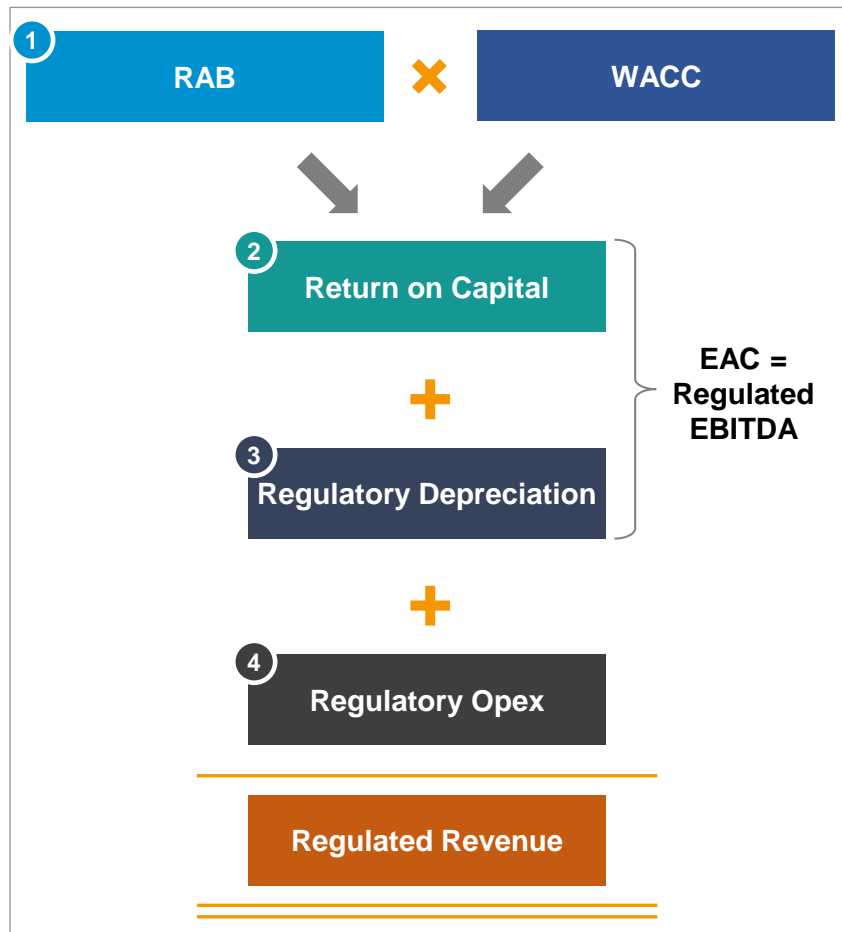 1
RAB
WACC
2
Return on Capital
EAC =
Regulated
EBITDA
3
Regulatory Depreciation
4
Regulatory Opex
Regulated Revenue